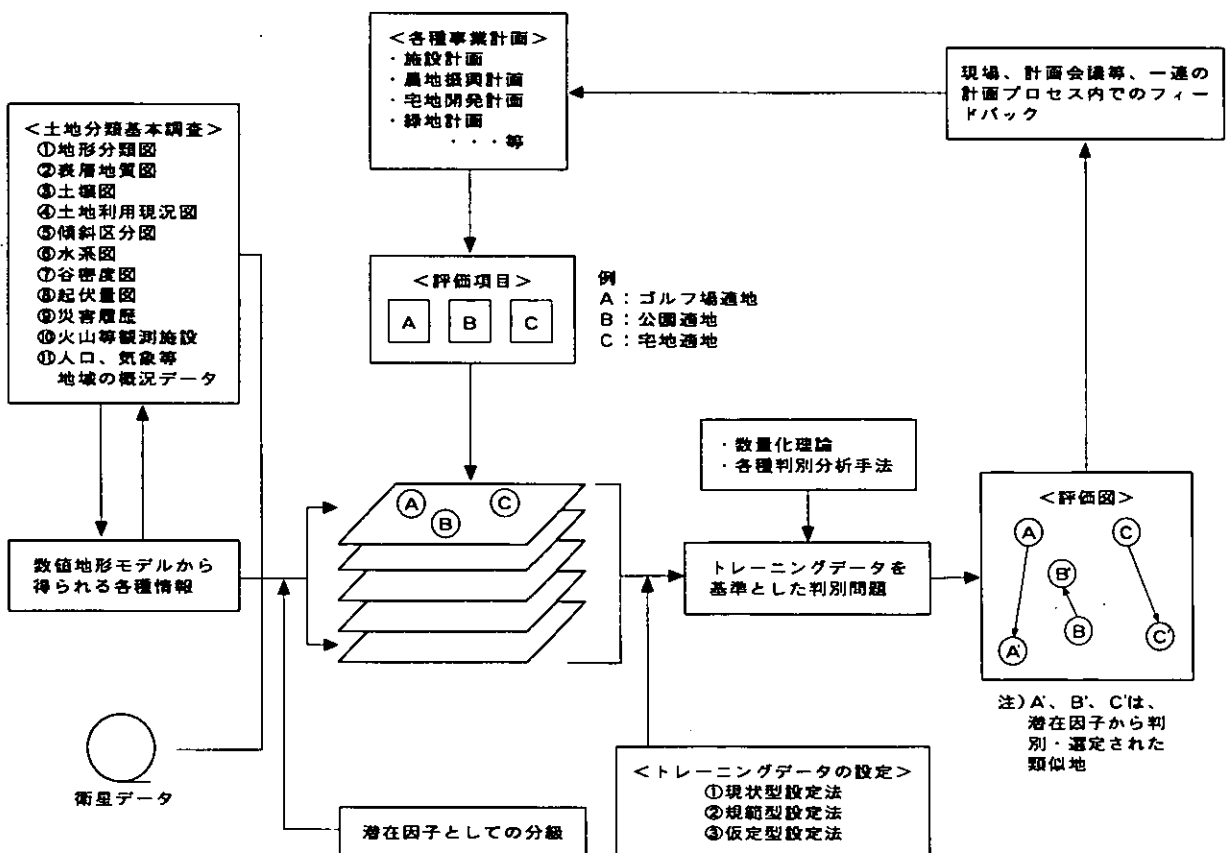 <各種事業計画>
・施設計画
・農地振興計画
・宅地開発計画
・緑地計画
・・・等
現場、計画会議等、一連の
計画プロセス内でのフィー
ドバック
<土地分類基本調査>
①地形分類図
②表層地質図
③土壌図
④土地利用現況図
⑤傾斜区分図
⑥水系図
⑦谷密度図
⑧起伏量図
⑨災害履歴
⑩火山等観測施設
⑪人口、気象等
地域の概況データ
<評価項目>
A B C
例
A:ゴルフ場適地
B:公園適地
C:宅地適地
・数量化理論
・各種判別分析手法
A B C
数値地形モデルから
得られる各種情報
トレーニングデータを
基準とした判別問題
<評価図>
A C
B'
B
A' C'
注)A'、B'、C'は、
潜在因子から判
別・選定された
類似地
衛星データ
潜在因子としての分級
<トレーニングデータの設定>
①現状型設定法
②規範型設定法
③仮定型設定法